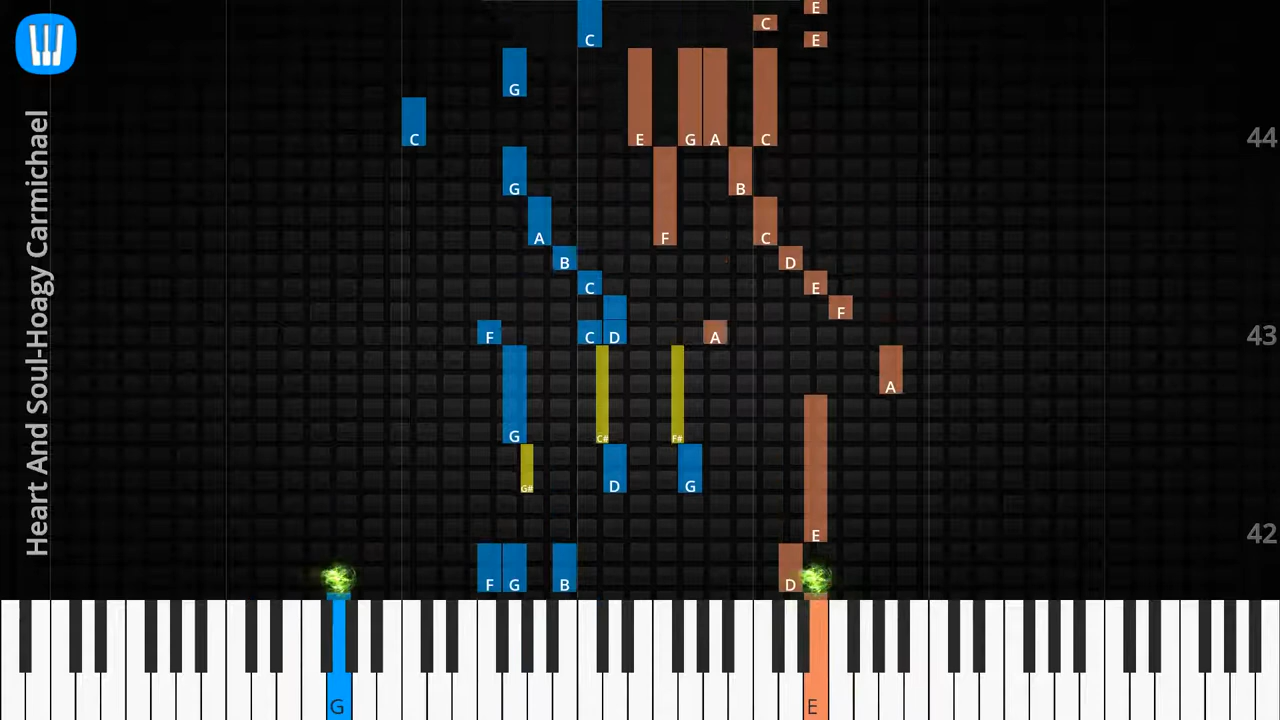 Heart And Soul-Hoagy Carmichael
E
C
C E
G G
C E G A C 44
G B
A F C
B D
C E
F
F C D A 43
A
G C# F#
G# D G
E 42
F G B D
G E